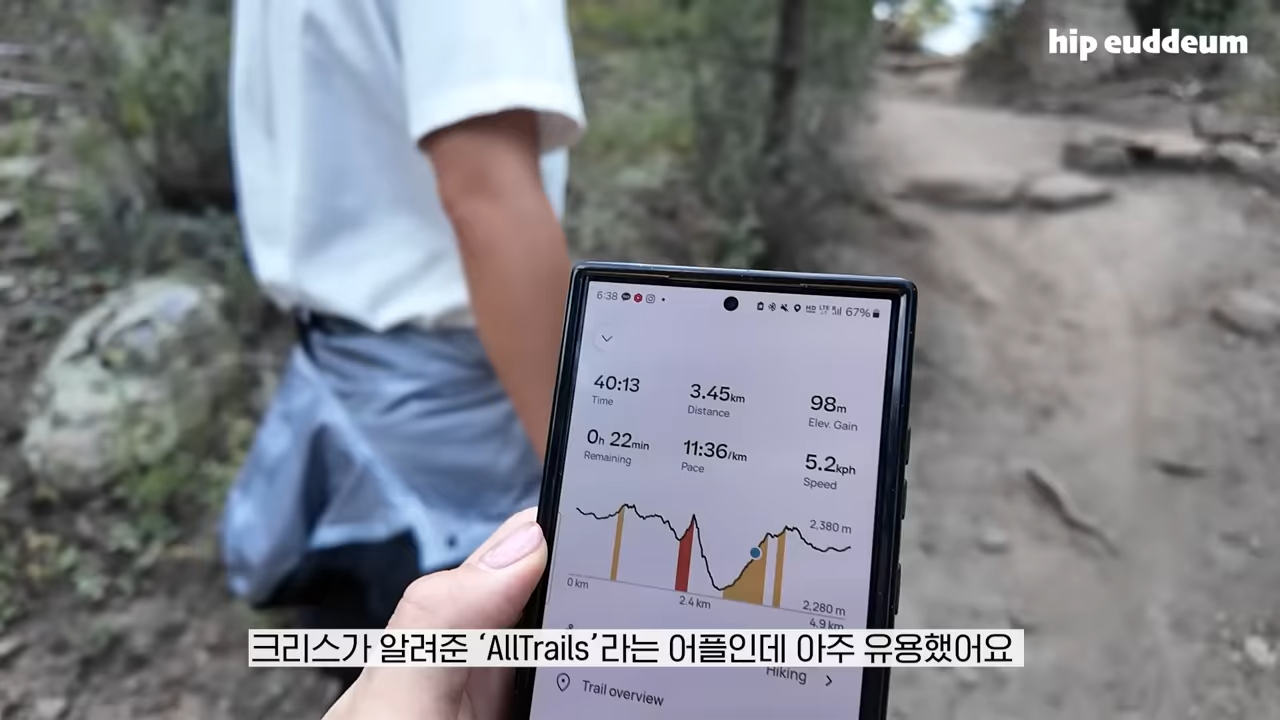 hip euddeum
6:38
67%
40:13
Time
3.45km
Distance
98m
Elev. Gain
0h 22min
Remaining
11:36/km
Pace
5.2kph
Speed
2,380 m
0 km
2.4 km
2,280 m
4.9 km
크리스가 알려준 ‘AllTrails’라는 어플인데 아주 유용했어요
Hiking
Trail overview